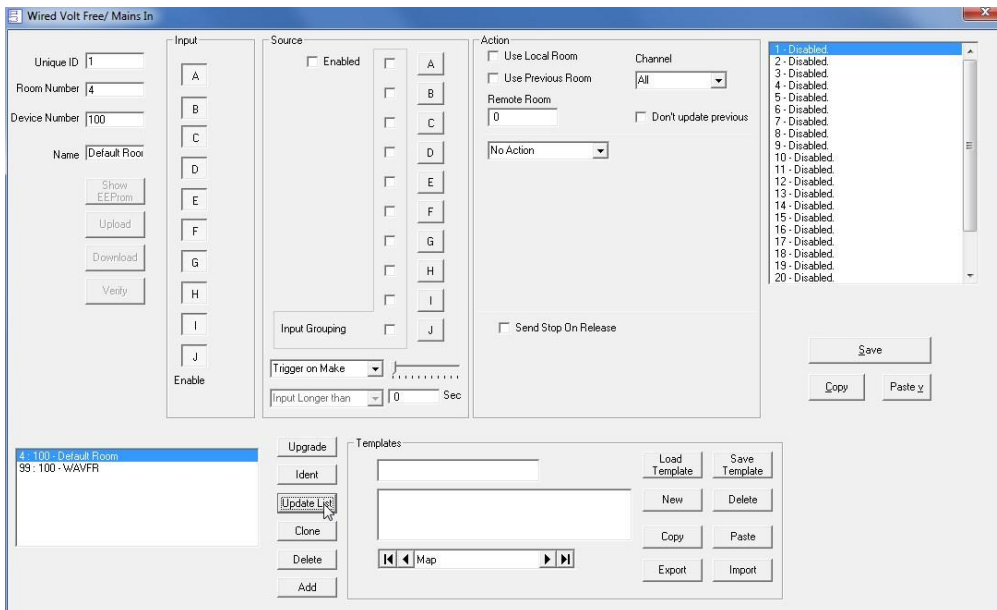 Wired Volt Free/ Mains In
Unique ID 1
Room Number 4
Device Number 100
Name Default Roor
Show EEProm
Upload
Download
Verify
Input
A
B
C
D
E
F
G
H
I
J
Enable
Source
Enabled
A
B
C
D
E
F
G
H
I
J
Input Grouping
Trigger on Make
Input Longer than 0 Sec
Action
Use Local Room
Use Previous Room
Remote Room
0
Channel
All
Don't update previous
No Action
Send Stop On Release
1 - Disabled.
2 - Disabled.
3 - Disabled.
4 - Disabled.
5 - Disabled.
6 - Disabled.
7 - Disabled.
8 - Disabled.
9 - Disabled.
10 - Disabled.
11 - Disabled.
12 - Disabled.
13 - Disabled.
14 - Disabled.
15 - Disabled.
16 - Disabled.
17 - Disabled.
18 - Disabled.
19 - Disabled.
20 - Disabled.
Save
Copy
Paste v
4 : 100 - Default Room
99 : 100 - WAVFR
Upgrade
Ident
Update List
Clone
Delete
Add
Templates
Map
Load Template
Save Template
New
Delete
Copy
Paste
Export
Import